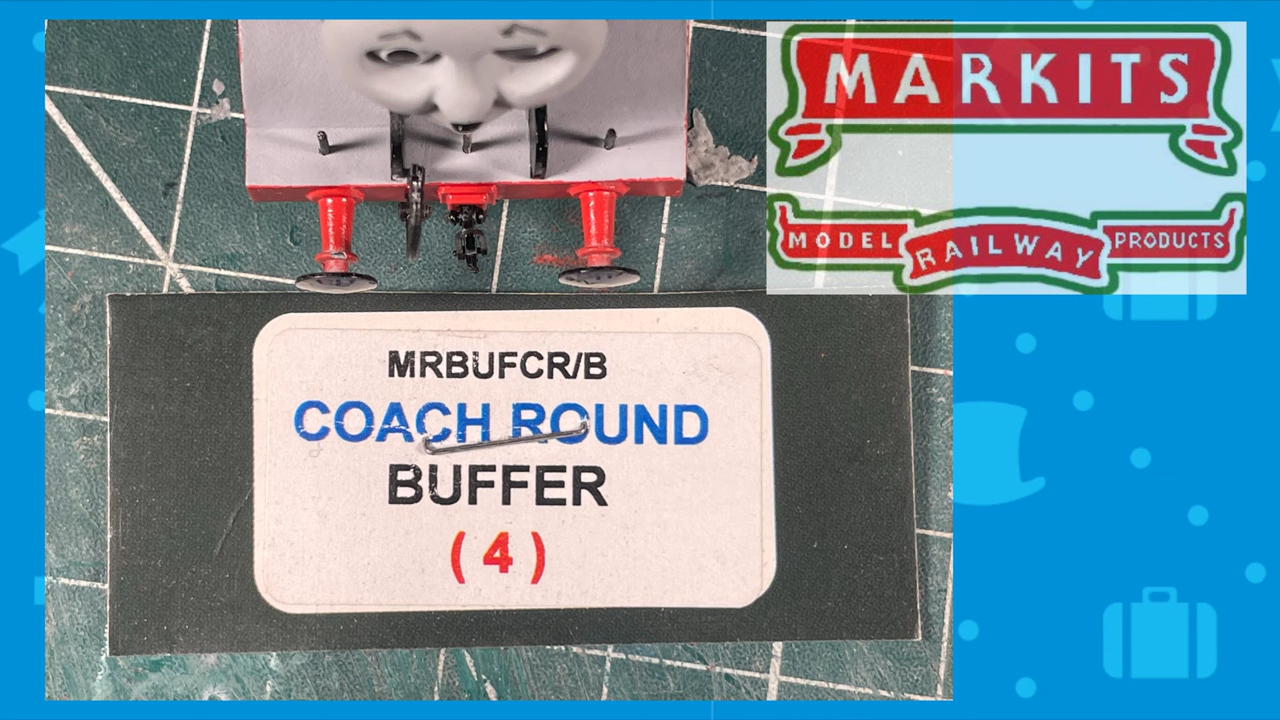 MARKITS
MODEL RAILWAY PRODUCTS
MRBUFCR/B
COACH ROUND
BUFFER
(4)